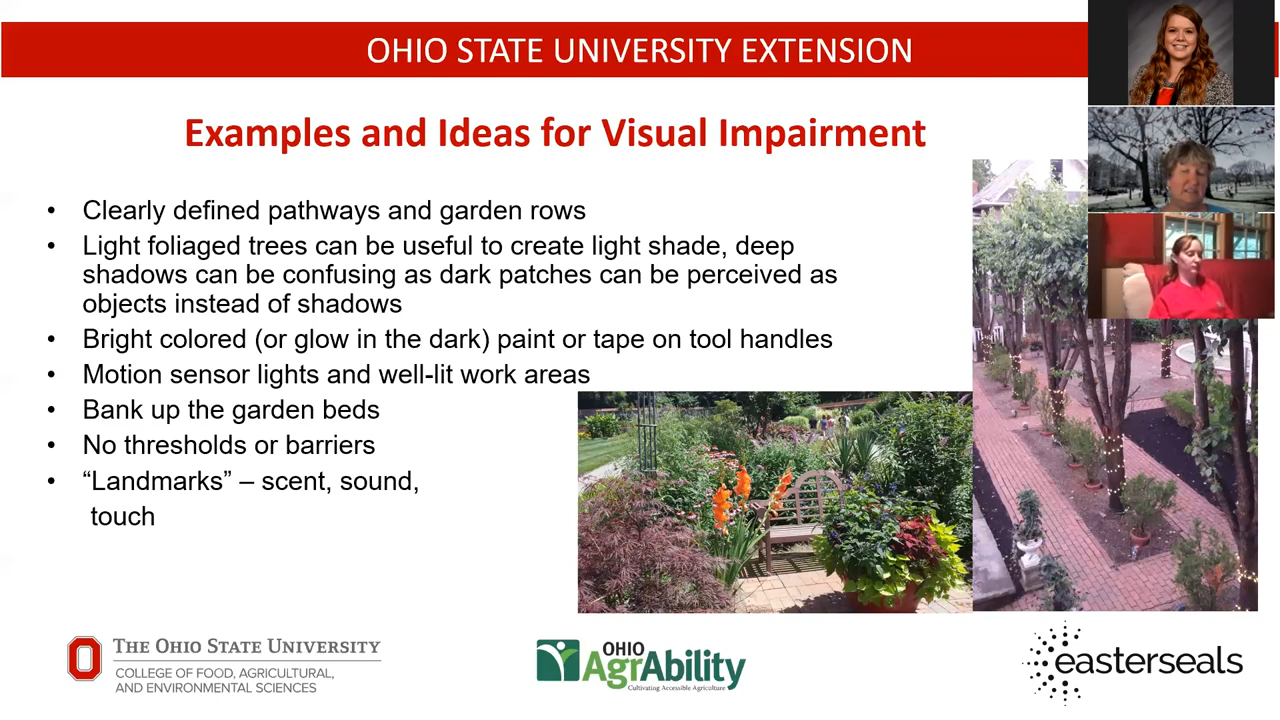 OHIO STATE UNIVERSITY EXTENSION
Examples and Ideas for Visual Impairment
• Clearly defined pathways and garden rows
• Light foliaged trees can be useful to create light shade, deep
shadows can be confusing as dark patches can be perceived as
objects instead of shadows
• Bright colored (or glow in the dark) paint or tape on tool handles
• Motion sensor lights and well-lit work areas
• Bank up the garden beds
• No thresholds or barriers
• “Landmarks” – scent, sound,
touch
THE OHIO STATE UNIVERSITY
COLLEGE OF FOOD, AGRICULTURAL,
AND ENVIRONMENTAL SCIENCES
OHIO
AgrAbility
Cultivating Accessible Agriculture
easterseals